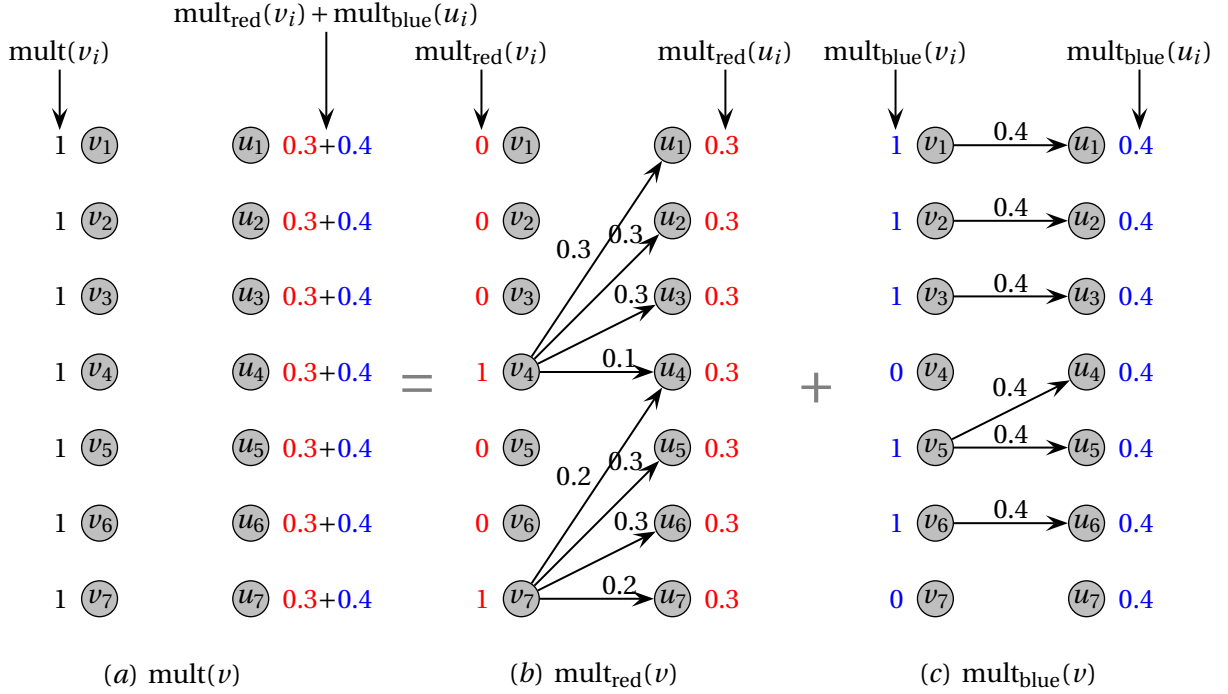 mult_red(v_i) + mult_blue(u_i)
mult(v_i) mult_red(v_i) mult_red(u_i) mult_blue(v_i) mult_blue(u_i)
1 v_1 u_1 0.3+0.4 0 v_1 u_1 0.3 1 v_1 0.4 u_1 0.4
1 v_2 u_2 0.3+0.4 0 v_2 0.3 0.3 u_2 0.3 1 v_2 0.4 u_2 0.4
1 v_3 u_3 0.3+0.4 0 v_3 0.3 u_3 0.3 1 v_3 0.4 u_3 0.4
1 v_4 u_4 0.3+0.4 = 1 v_4 0.1 u_4 0.3 + 0 v_4 0.4 u_4 0.4
1 v_5 u_5 0.3+0.4 0 v_5 0.2 0.3 u_5 0.3 1 v_5 0.4 u_5 0.4
1 v_6 u_6 0.3+0.4 0 v_6 0.3 u_6 0.3 1 v_6 0.4 u_6 0.4
1 v_7 u_7 0.3+0.4 1 v_7 0.2 u_7 0.3 0 v_7 u_7 0.4
(a) mult(v) (b) mult_red(v) (c) mult_blue(v)